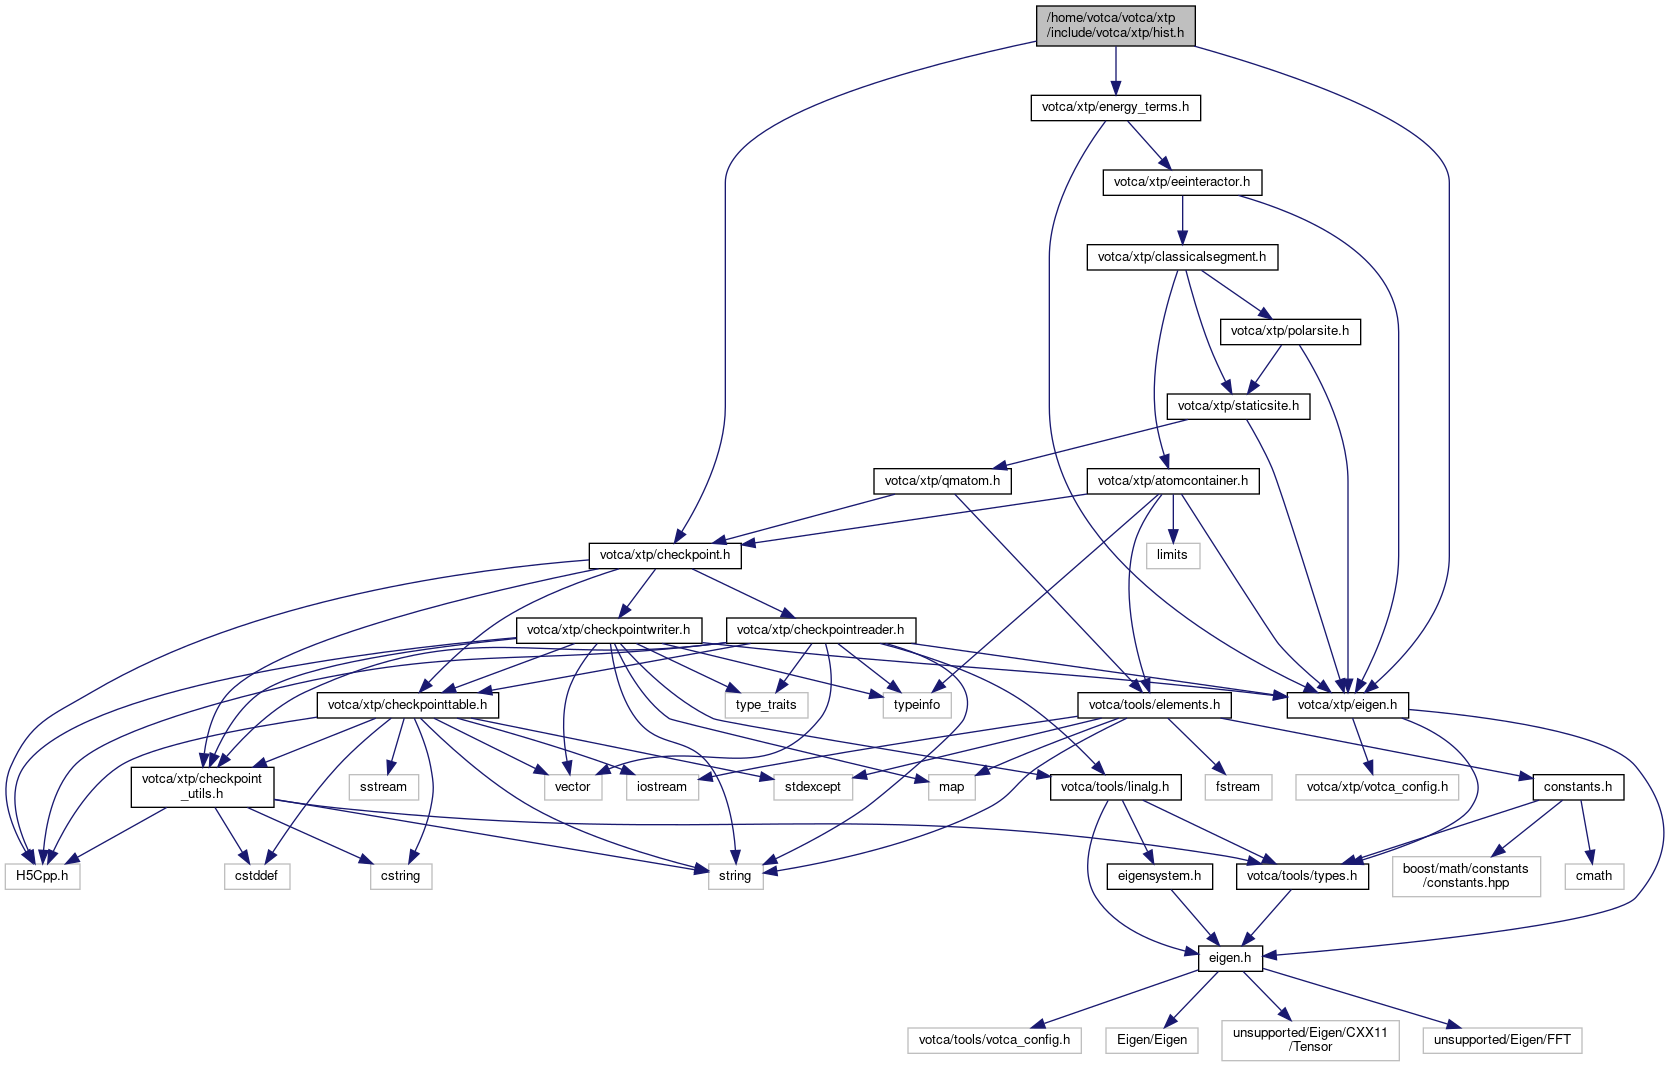 /home/votca/votca/xtp
/include/votca/xtp/hist.h
votca/xtp/energy_terms.h
votca/xtp/eeinteractor.h
votca/xtp/classicalsegment.h
votca/xtp/polarsite.h
votca/xtp/staticsite.h
votca/xtp/qmatom.h
votca/xtp/atomcontainer.h
votca/xtp/checkpoint.h
limits
votca/xtp/checkpointwriter.h
votca/xtp/checkpointreader.h
votca/xtp/checkpointtable.h
type_traits
typeinfo
votca/tools/elements.h
votca/xtp/eigen.h
votca/xtp/checkpoint
_utils.h
sstream
vector
iostream
stdexcept
map
votca/tools/linalg.h
fstream
votca/xtp/votca_config.h
constants.h
H5Cpp.h
cstddef
cstring
string
eigensystem.h
votca/tools/types.h
boost/math/constants
/constants.hpp
cmath
eigen.h
votca/tools/votca_config.h
Eigen/Eigen
unsupported/Eigen/CXX11
/Tensor
unsupported/Eigen/FFT